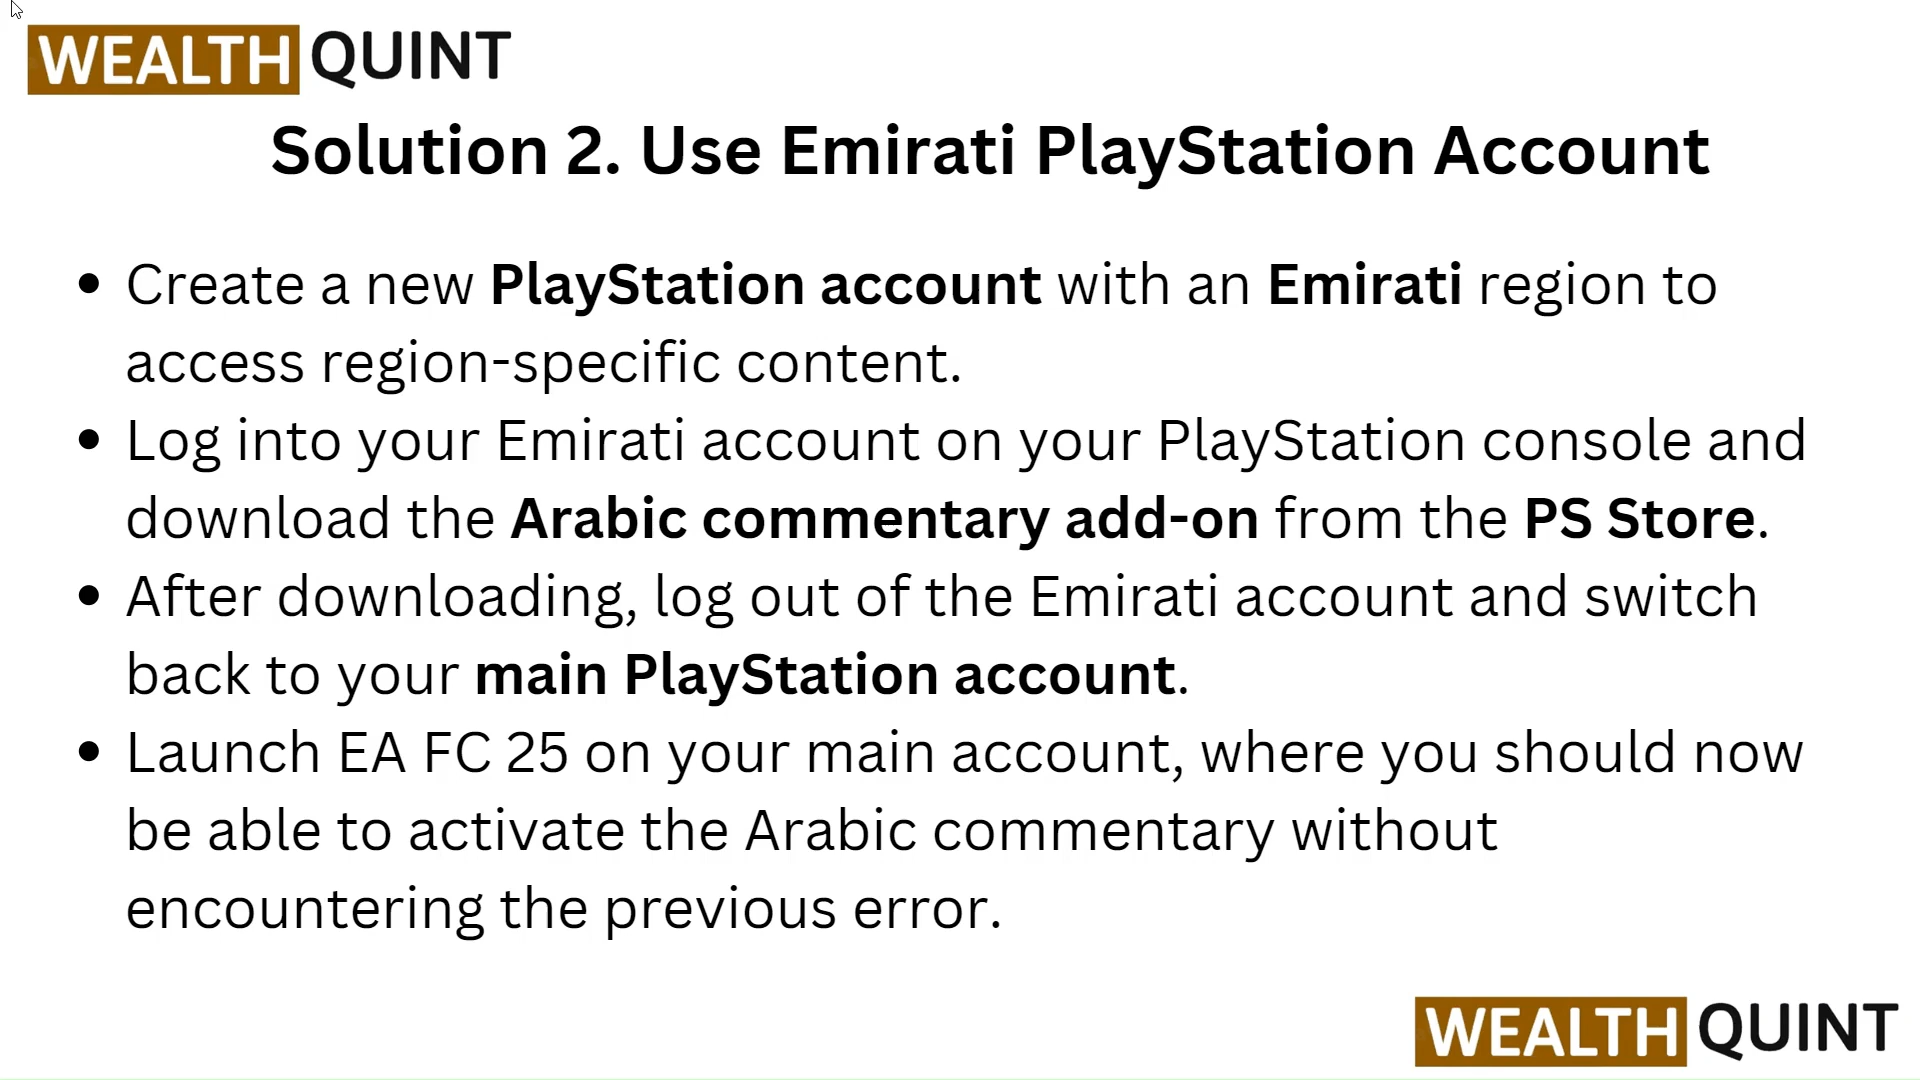 WEALTH QUINT
Solution 2. Use Emirati PlayStation Account
• Create a new PlayStation account with an Emirati region to
access region-specific content.
• Log into your Emirati account on your PlayStation console and
download the Arabic commentary add-on from the PS Store.
• After downloading, log out of the Emirati account and switch
back to your main PlayStation account.
• Launch EA FC 25 on your main account, where you should now
be able to activate the Arabic commentary without
encountering the previous error.
WEALTH QUINT